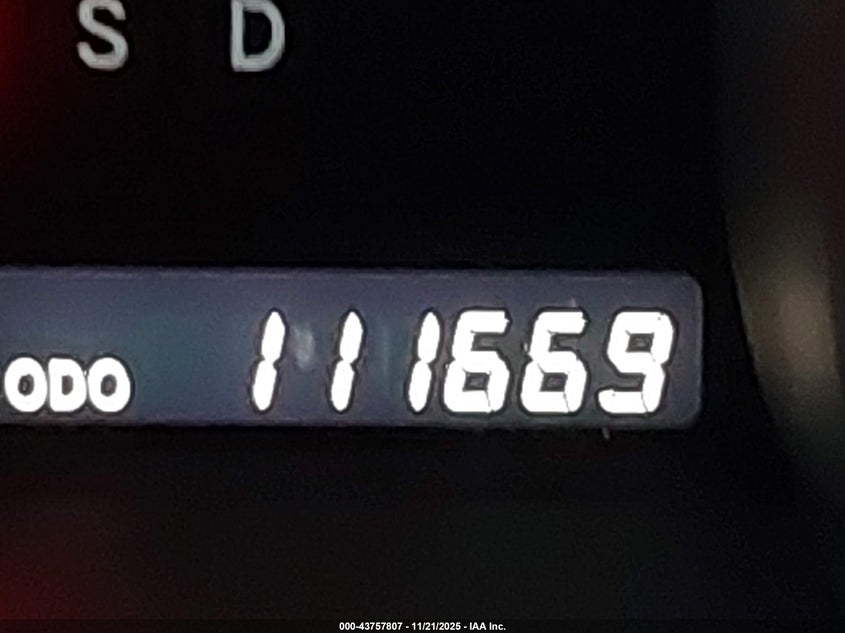 S D
ODO 111669
000-43757807 - 11/21/2025 - IAA Inc.